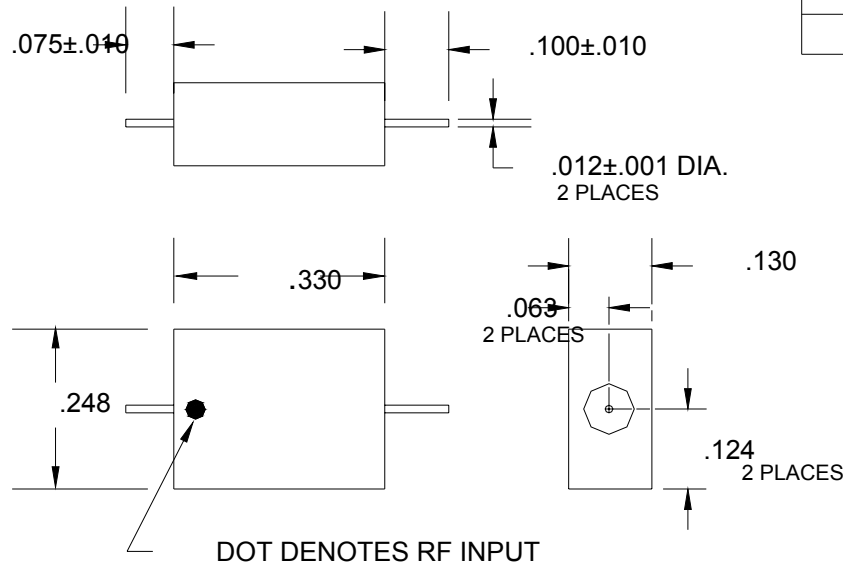 .075±.010
.100±.010
.012±.001 DIA.
2 PLACES
.330
.130
.063
2 PLACES
.248
.124
2 PLACES
DOT DENOTES RF INPUT